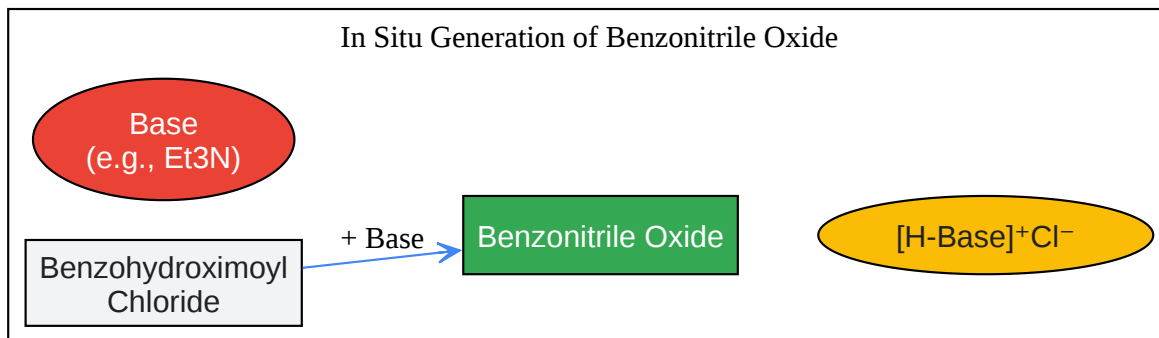 In Situ Generation of Benzonitrile Oxide
Base
(e.g., Et3N)
Benzohydroximoyl
Chloride
+ Base
Benzonitrile Oxide
[H-Base]⁺Cl⁻